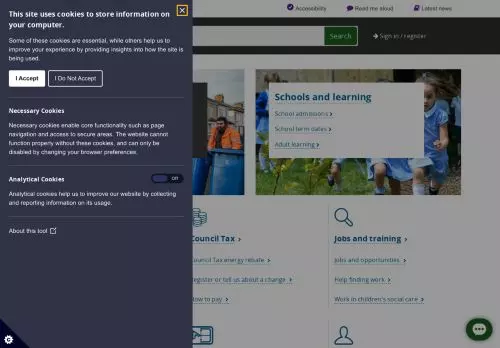 This site uses cookies to store information on
your computer.
Some of these cookies are essential, while others help us to
improve your experience by providing insights into how the site is
being used.
I Accept
I Do Not Accept
Necessary Cookies
Necessary cookies enable core functionality such as page
navigation and access to secure areas. The website cannot
function properly without these cookies, and can only be
disabled by changing your browser preferences.
Analytical Cookies
Off
Analytical cookies help us to improve our website by collecting
and reporting information on its usage.
About this tool
Accessibility
Read me aloud
Latest news
Search
Sign in / register
Schools and learning
School admissions
School term dates
Adult learning
Council Tax
Council Tax energy rebate
Register or tell us about a change
How to pay
Jobs and training
Jobs and opportunities
Help finding work
Work in children's social care